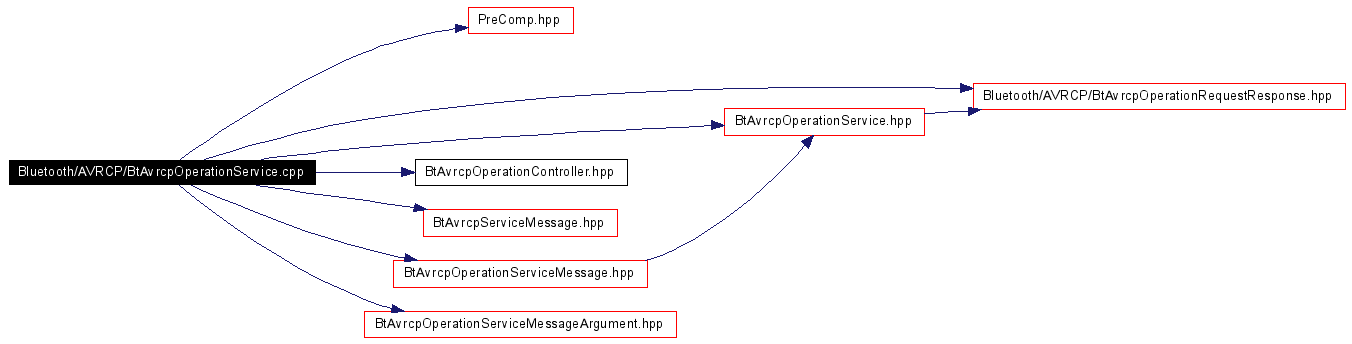 PreComp.hpp
Bluetooth/AVRCP/BtAvrcpOperationRequestResponse.hpp
BtAvrcpOperationService.hpp
Bluetooth/AVRCP/BtAvrcpOperationService.cpp
BtAvrcpOperationController.hpp
BtAvrcpServiceMessage.hpp
BtAvrcpOperationServiceMessage.hpp
BtAvrcpOperationServiceMessageArgument.hpp